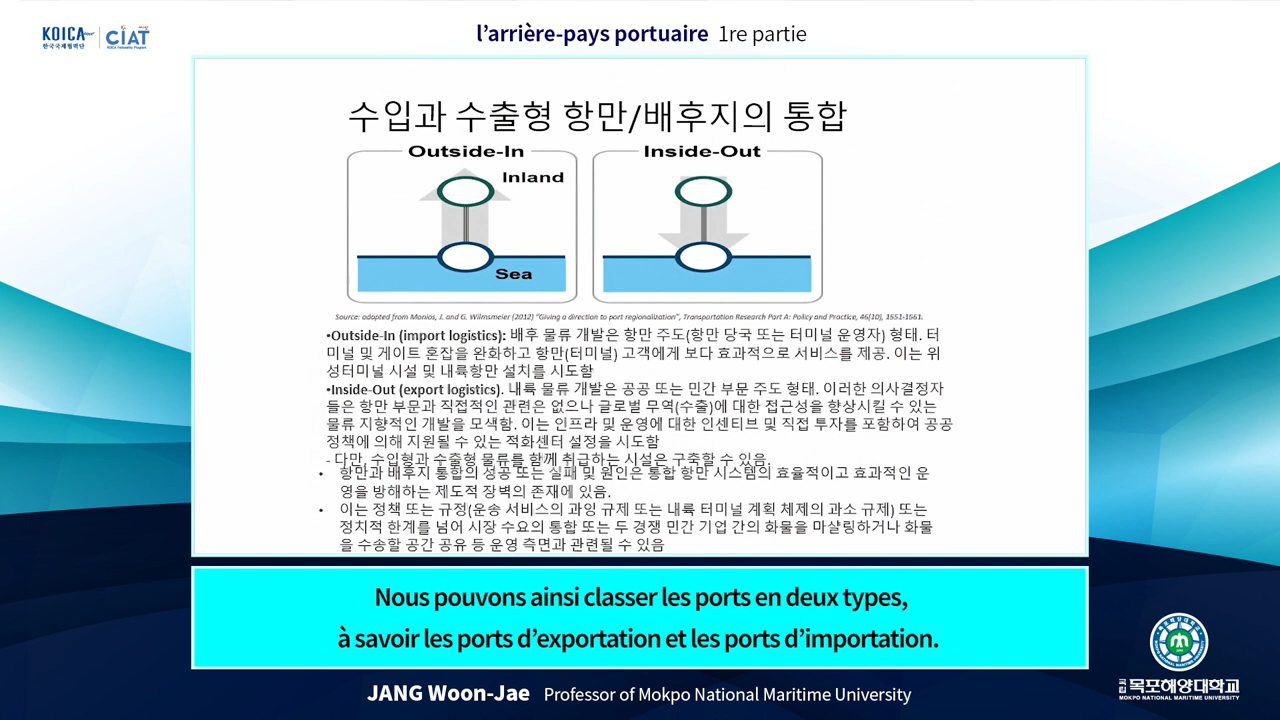 KOICA
한국국제협력단
CIAT
KOICA Fellowship Program
l'arrière-pays portuaire 1re partie
수입과 수출형 항만/배후지의 통합
Outside-In
Inland
Sea
Inside-Out
Source: adapted from Monios, J. and G. Wilmsmeier (2012) "Giving a direction to port regionalization", Transportation Research Part A: Policy and Practice, 46(10), 1551-1561.
•Outside-In (import logistics): 배후 물류 개발은 항만 주도(항만 당국 또는 터미널 운영자) 형태. 터
미널 및 게이트 혼잡을 완화하고 항만(터미널) 고객에게 보다 효과적으로 서비스를 제공. 이는 위
성터미널 시설 및 내륙항만 설치를 시도함
•Inside-Out (export logistics). 내륙 물류 개발은 공공 또는 민간 부문 주도 형태. 이러한 의사결정자
들은 항만 부문과 직접적인 관련은 없으나 글로벌 무역(수출)에 대한 접근성을 향상시킬 수 있는
물류 지향적인 개발을 모색함. 이는 인프라 및 운영에 대한 인센티브 및 직접 투자를 포함하여 공공
정책에 의해 지원될 수 있는 적화센터 설정을 시도함
- 다만, 수입형과 수출형 물류를 함께 취급하는 시설은 구축할 수 있음.
• 항만과 배후지 통합의 성공 또는 실패 및 원인은 통합 항만 시스템의 효율적이고 효과적인 운
영을 방해하는 제도적 장벽의 존재에 있음.
• 이는 정책 또는 규정(운송 서비스의 과잉 규제 또는 내륙 터미널 계획 체제의 과소 규제) 또는
정치적 한계를 넘어 시장 수요의 통합 또는 두 경쟁 민간 기업 간의 화물을 마샬링하거나 화물
을 수송할 공간 공유 등 운영 측면과 관련될 수 있음
Nous pouvons ainsi classer les ports en deux types,
à savoir les ports d'exportation et les ports d'importation.
JANG Woon-Jae Professor of Mokpo National Maritime University
국립 목포해양대학교
MOKPO NATIONAL MARITIME UNIVERSITY